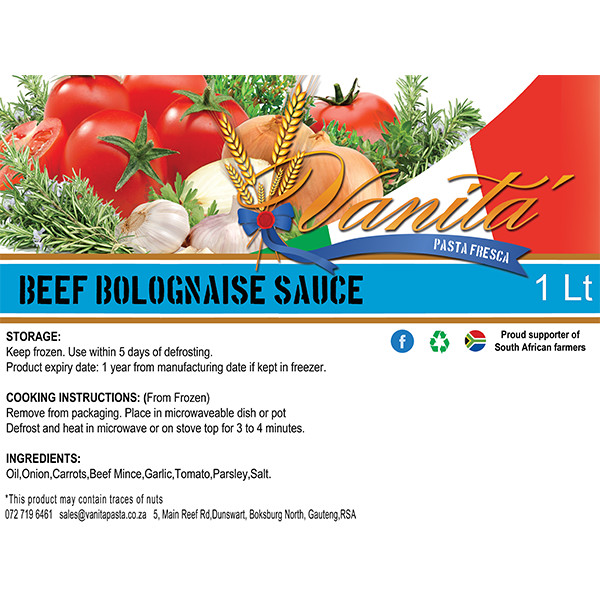 Vanitá
PASTA FRESCA
BEEF BOLOGNAISE SAUCE 1 Lt
STORAGE:
Keep frozen. Use within 5 days of defrosting.
Product expiry date: 1 year from manufacturing date if kept in freezer.
f
Proud supporter of
South African farmers
COOKING INSTRUCTIONS: (From Frozen)
Remove from packaging. Place in microwaveable dish or pot
Defrost and heat in microwave or on stove top for 3 to 4 minutes.
INGREDIENTS:
Oil,Onion,Carrots,Beef Mince,Garlic,Tomato,Parsley,Salt.
*This product may contain traces of nuts
072 719 6461 sales@vanitapasta.co.za 5, Main Reef Rd,Dunswart, Boksburg North, Gauteng,RSA